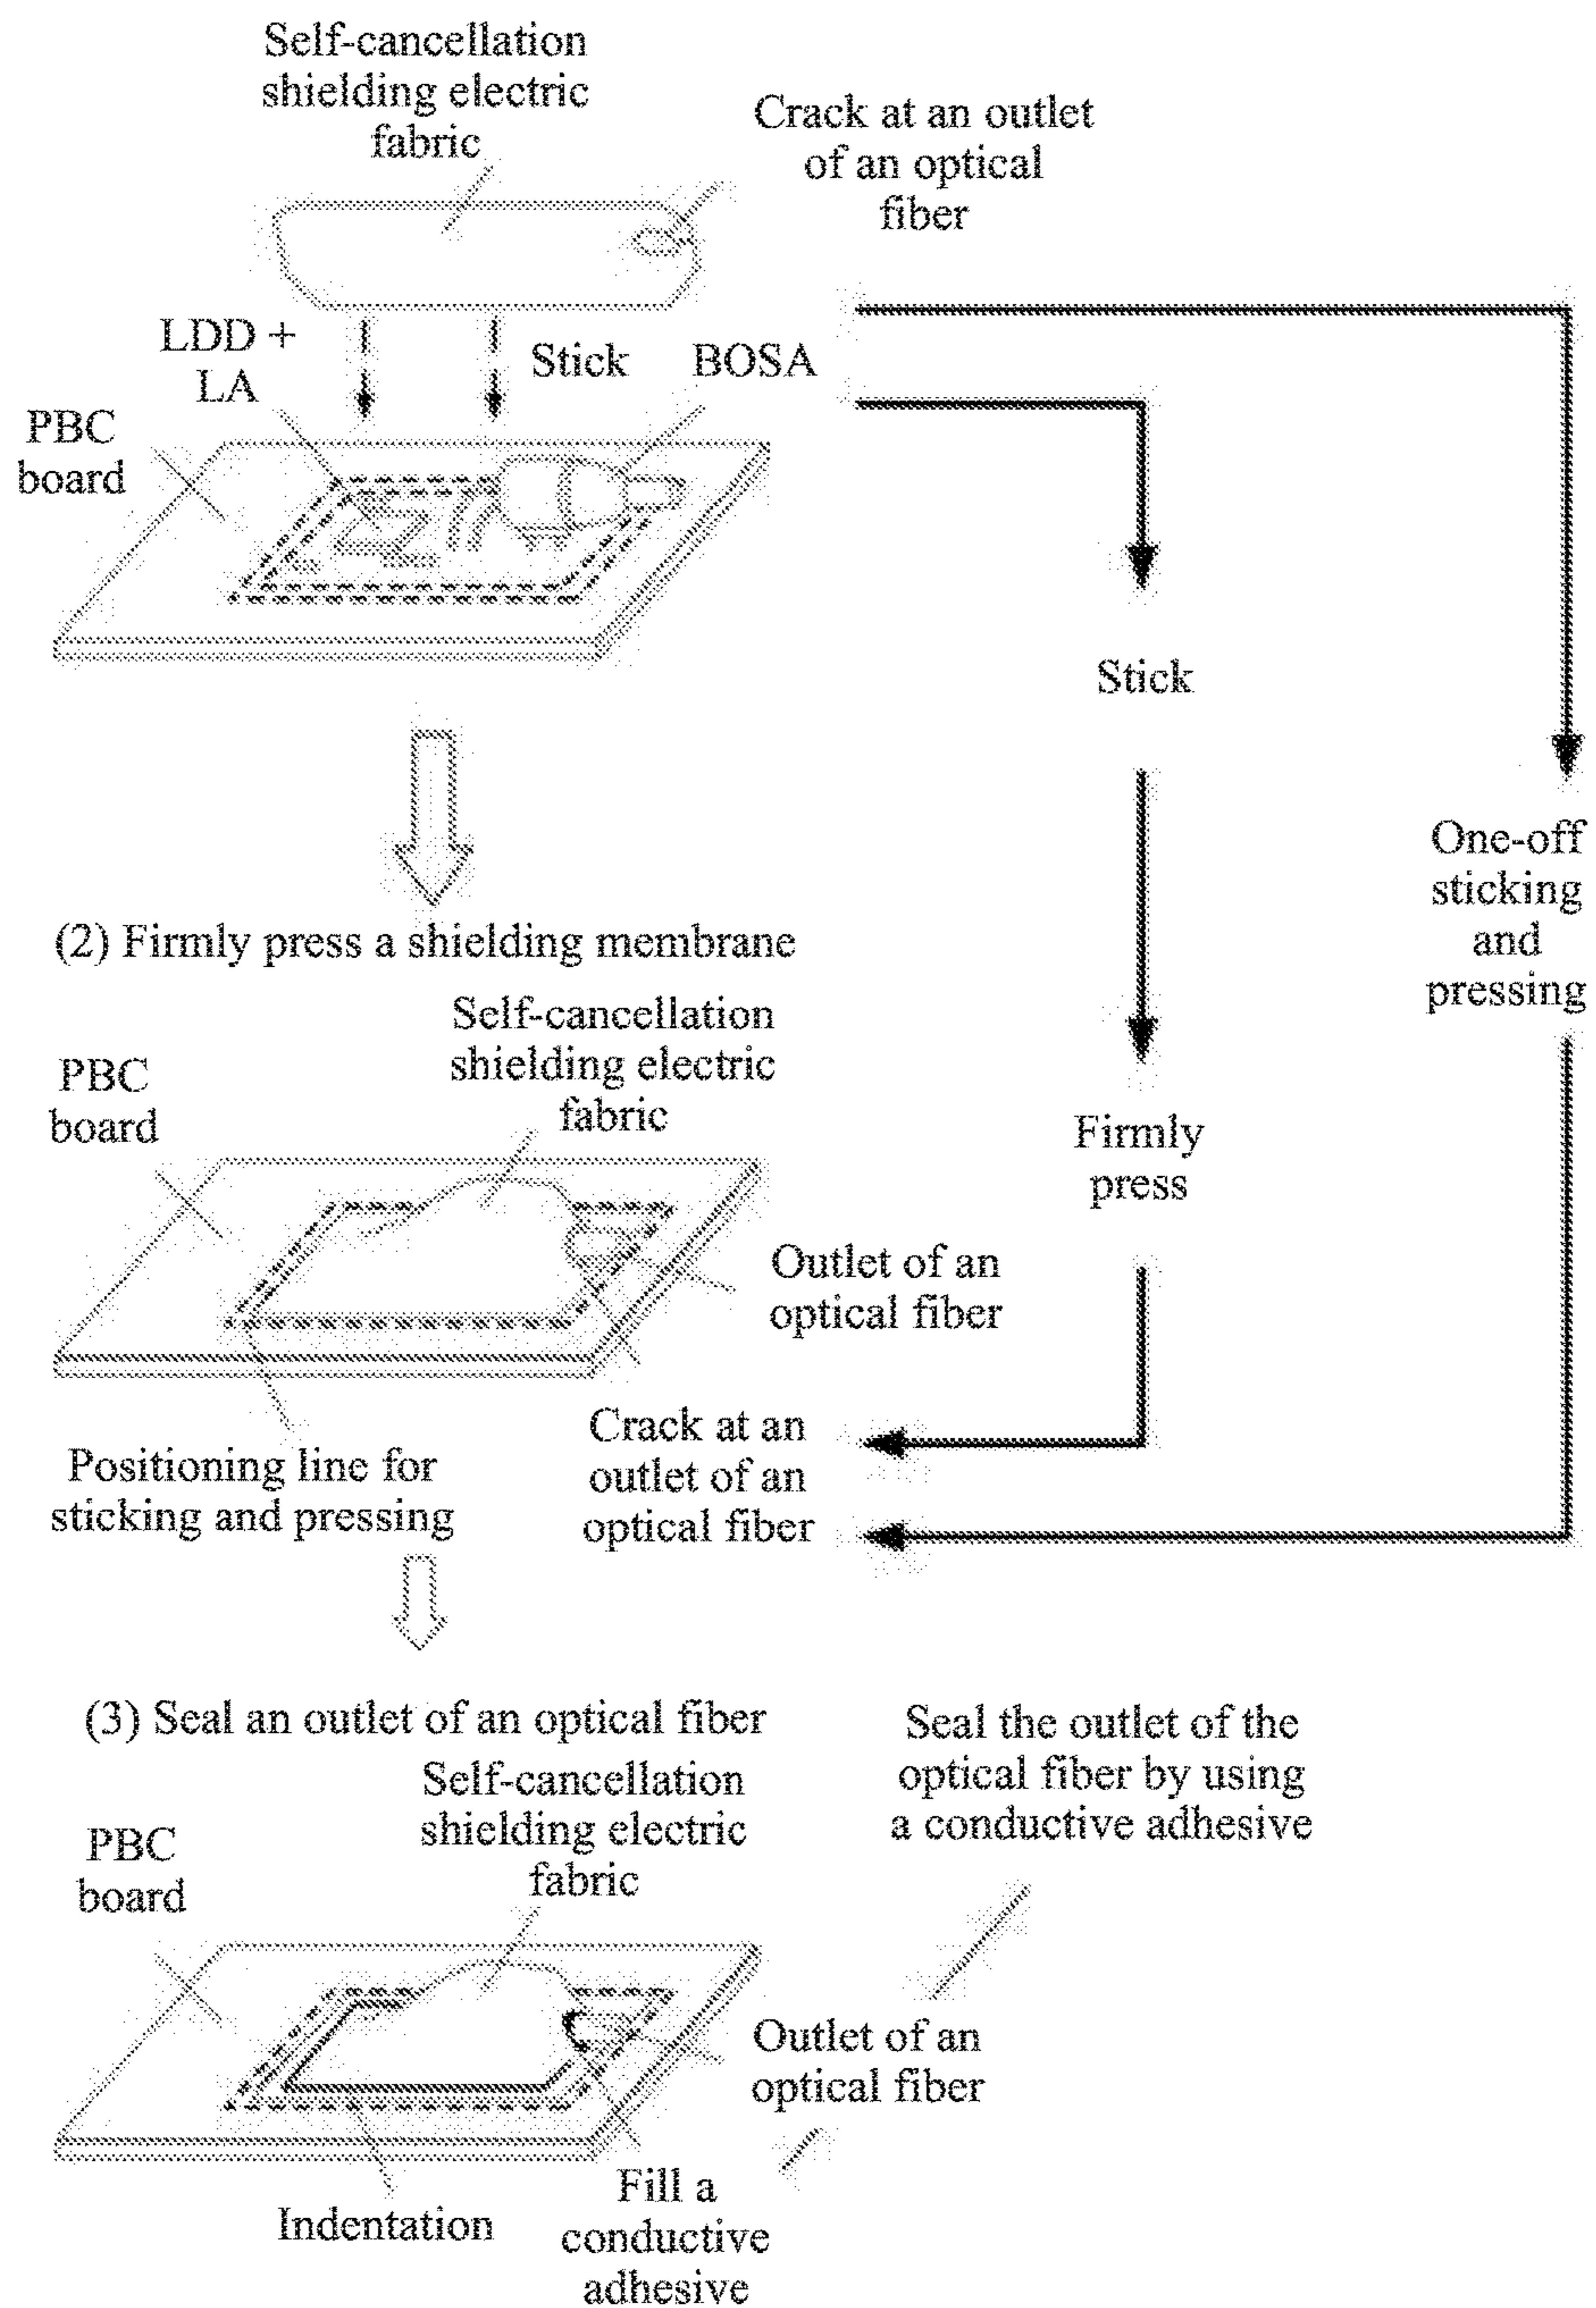 Self-cancellation
shielding electric
fabric
Crack at an outlet
of an optical
fiber
LDD +
LA
Stick
BOSA
PBC
board
Stick
One-off
sticking
and
pressing
(2) Firmly press a shielding membrane
Self-cancellation
shielding electric
fabric
PBC
board
Firmly
press
Outlet of an
optical fiber
Positioning line for
sticking and pressing
Crack at an
outlet of an
optical fiber
(3) Seal an outlet of an optical fiber
Seal the outlet of the
optical fiber by using
a conductive adhesive
Self-cancellation
shielding electric
fabric
PBC
board
Outlet of an
optical fiber
Indentation
Fill a
conductive
adhesive